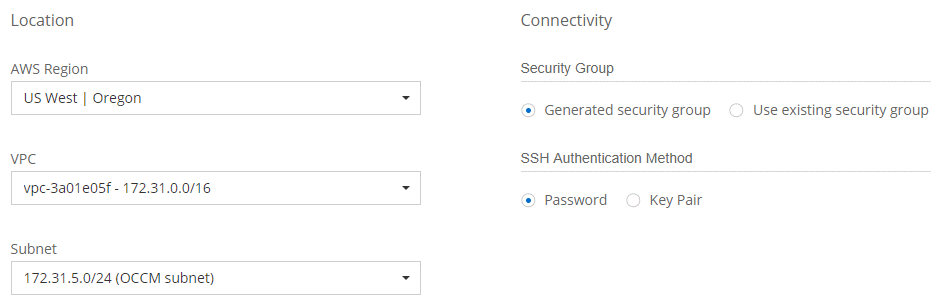 Location
AWS Region
US West | Oregon
VPC
vpc-3a01e05f - 172.31.0.0/16
Subnet
172.31.5.0/24 (OCCM subnet)
Connectivity
Security Group
Generated security group
Use existing security group
SSH Authentication Method
Password
Key Pair